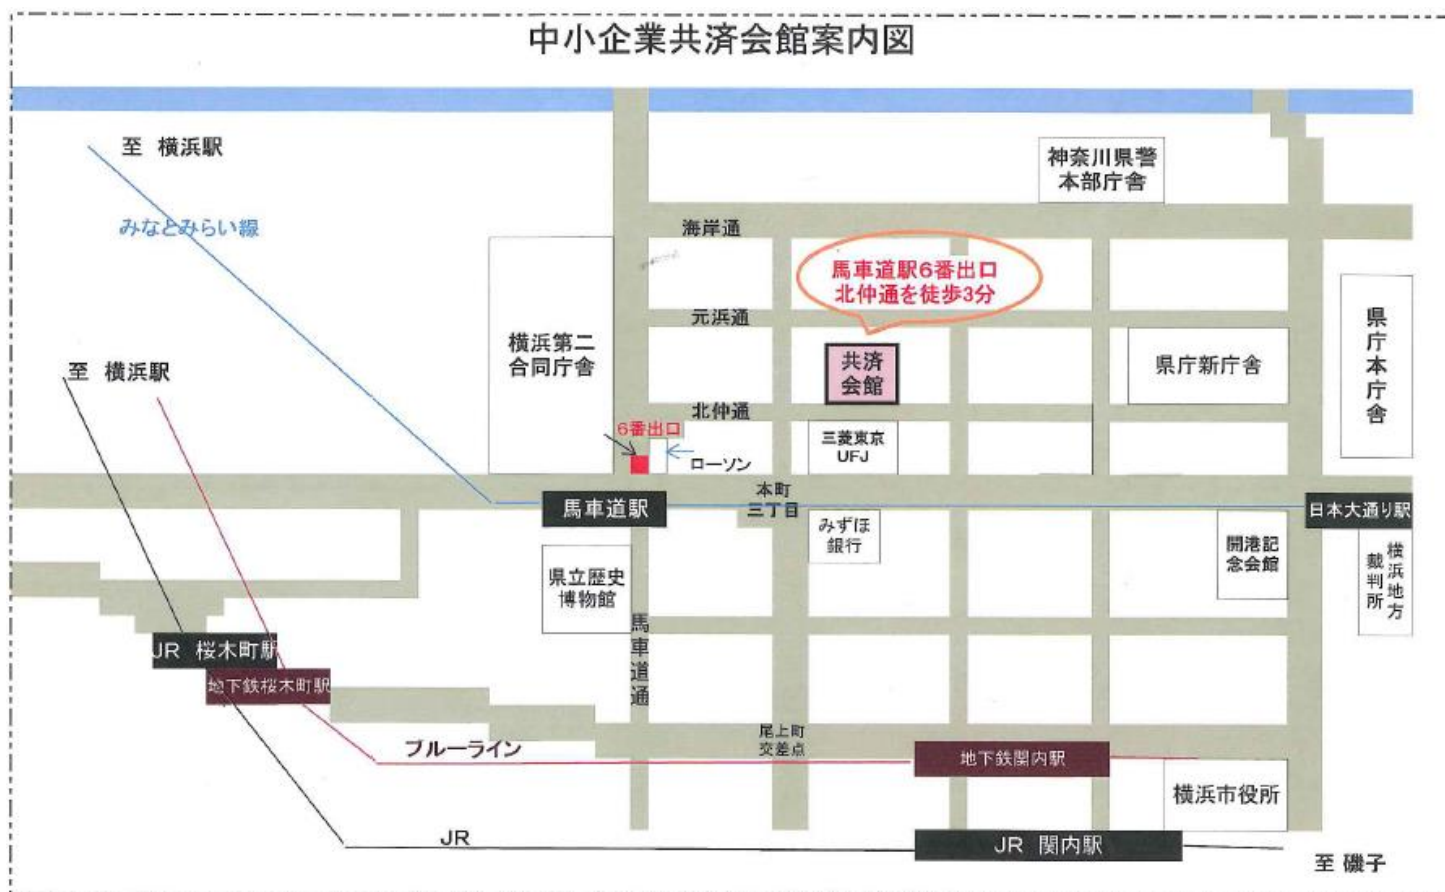 中小企業共済会館案内図
至 横浜駅
みなとみらい線
神奈川県警
本部庁舎
海岸通
馬車道駅6番出口
北仲通を徒歩3分
元浜通
横浜第二
合同庁舎
共済
会館
県庁新庁舎
県庁本庁舎
至 横浜駅
北仲通
6番出口
ローソン
三菱東京
UFJ
本町
三丁目
馬車道駅
日本大通り駅
みずほ
銀行
開港記
念会館
横浜地方
裁判所
県立歴史
博物館
馬車道通
JR 桜木町駅
地下鉄桜木町駅
尾上町
交差点
ブルーライン
地下鉄関内駅
横浜市役所
JR
JR 関内駅
至 磯子